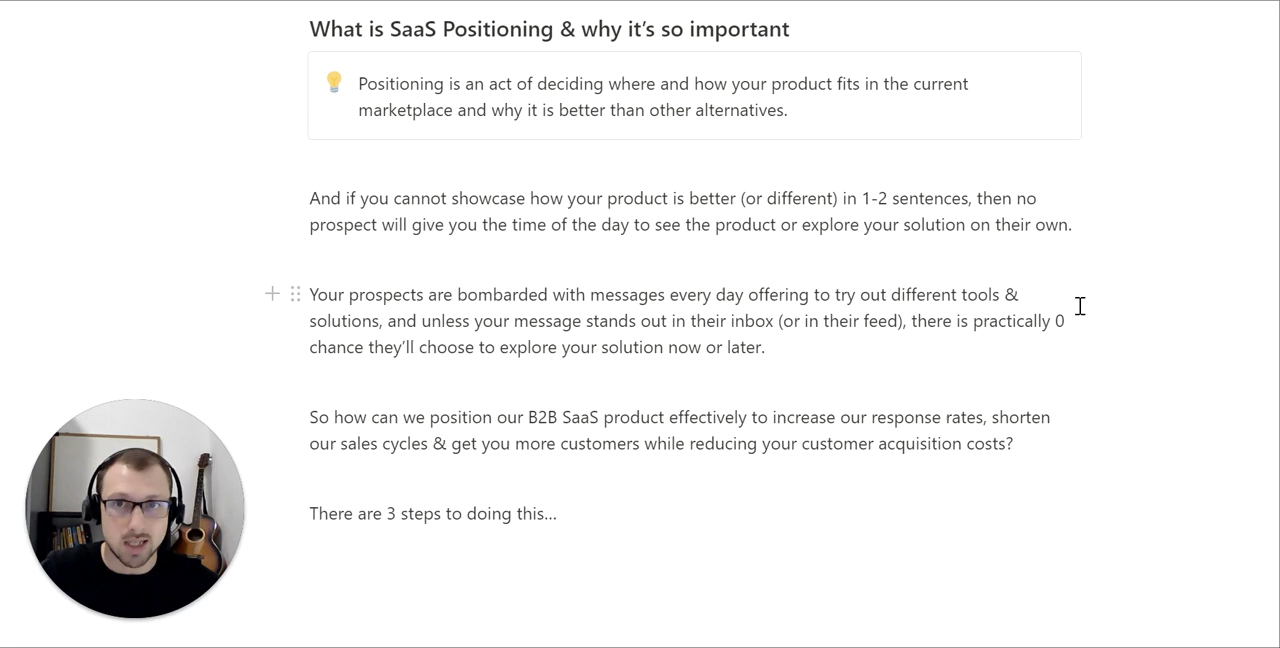 What is SaaS Positioning & why it’s so important
Positioning is an act of deciding where and how your product fits in the current
marketplace and why it is better than other alternatives.
And if you cannot showcase how your product is better (or different) in 1-2 sentences, then no
prospect will give you the time of the day to see the product or explore your solution on their own.
Your prospects are bombarded with messages every day offering to try out different tools &
solutions, and unless your message stands out in their inbox (or in their feed), there is practically 0
chance they’ll choose to explore your solution now or later.
So how can we position our B2B SaaS product effectively to increase our response rates, shorten
our sales cycles & get you more customers while reducing your customer acquisition costs?
There are 3 steps to doing this...